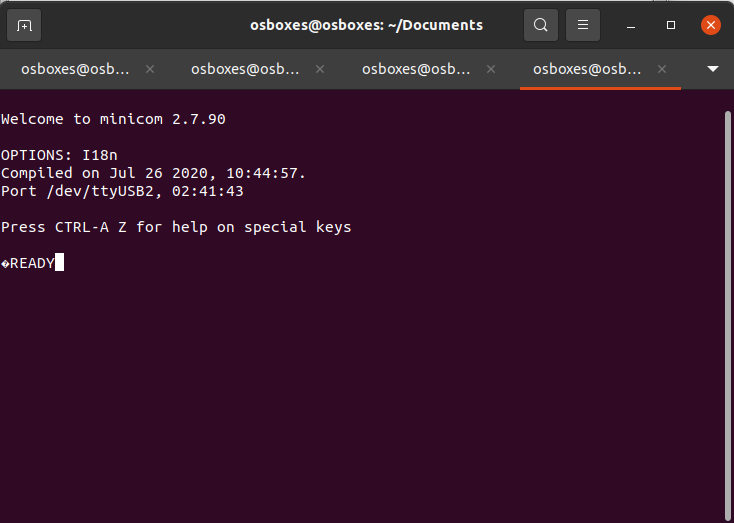 osboxes@osboxes: ~/Documents
osboxes@osb... osboxes@osb... osboxes@osb... osboxes@osb...
Welcome to minicom 2.7.90
OPTIONS: I18n
Compiled on Jul 26 2020, 10:44:57.
Port /dev/ttyUSB2, 02:41:43
Press CTRL-A Z for help on special keys
�READY